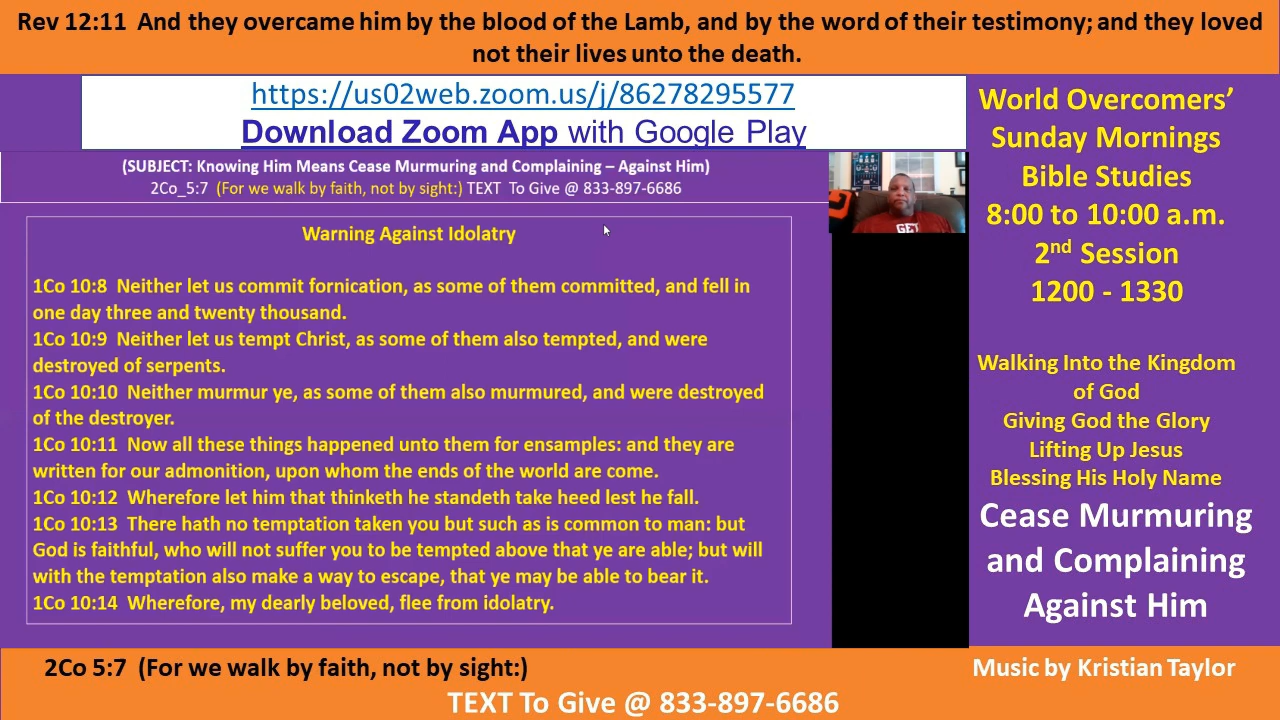 Rev 12:11  And they overcame him by the blood of the Lamb, and by the word of their testimony; and they loved
not their lives unto the death.
https://us02web.zoom.us/j/86278295577
Download Zoom App with Google Play
(SUBJECT: Knowing Him Means Cease Murmuring and Complaining – Against Him)
2Co_5:7  (For we walk by faith, not by sight:) TEXT  To Give @ 833-897-6686
GET
Warning Against Idolatry
1Co 10:8  Neither let us commit fornication, as some of them committed, and fell in
one day three and twenty thousand.
1Co 10:9  Neither let us tempt Christ, as some of them also tempted, and were
destroyed of serpents.
1Co 10:10  Neither murmur ye, as some of them also murmured, and were destroyed
of the destroyer.
1Co 10:11  Now all these things happened unto them for ensamples: and they are
written for our admonition, upon whom the ends of the world are come.
1Co 10:12  Wherefore let him that thinketh he standeth take heed lest he fall.
1Co 10:13  There hath no temptation taken you but such as is common to man: but
God is faithful, who will not suffer you to be tempted above that ye are able; but will
with the temptation also make a way to escape, that ye may be able to bear it.
1Co 10:14  Wherefore, my dearly beloved, flee from idolatry.
World Overcomers’
Sunday Mornings
Bible Studies
8:00 to 10:00 a.m.
2nd Session
1200 - 1330
Walking Into the Kingdom
of God
Giving God the Glory
Lifting Up Jesus
Blessing His Holy Name
Cease Murmuring
and Complaining
Against Him
2Co 5:7  (For we walk by faith, not by sight:)
Music by Kristian Taylor
TEXT To Give @ 833-897-6686